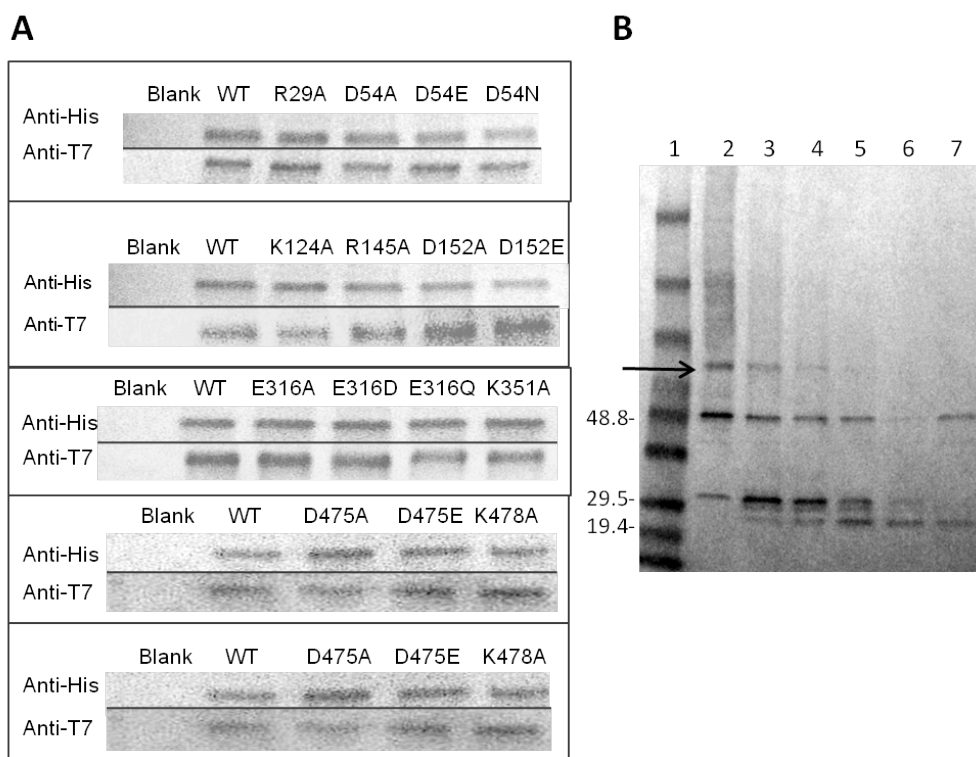 A
Blank WT R29A D54A D54E D54N
Anti-His
Anti-T7
Blank WT K124A R145A D152A D152E
Anti-His
Anti-T7
Blank WT E316A E316D E316Q K351A
Anti-His
Anti-T7
WT D475A D475E K478A
Anti-His
Anti-T7
Blank WT D475A D475E K478A
Anti-His
Anti-T7
B
1 2 3 4 5 6 7
48.8-
29.5-
19.4-